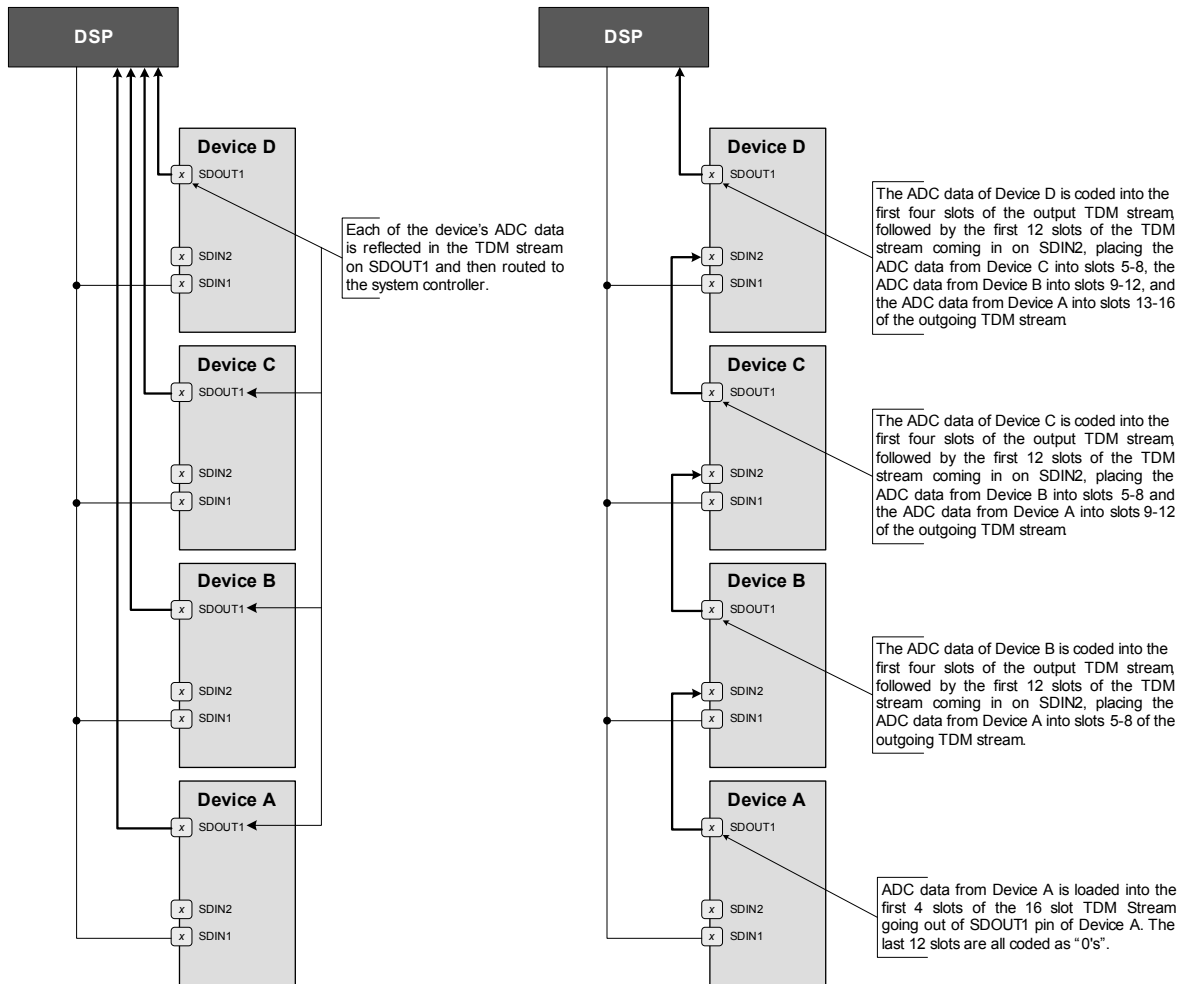 DSP
Device D
x SDOUT1
x SDIN2
x SDIN1
Each of the device's ADC data
is reflected in the TDM stream
on SDOUT1 and then routed to
the system controller.
Device C
x SDOUT1
x SDIN2
x SDIN1
Device B
x SDOUT1
x SDIN2
x SDIN1
Device A
x SDOUT1
x SDIN2
x SDIN1
DSP
Device D
x SDOUT1
x SDIN2
x SDIN1
The ADC data of Device D is coded into the
first four slots of the output TDM stream,
followed by the first 12 slots of the TDM
stream coming in on SDIN2, placing the
ADC data from Device C into slots 5-8, the
ADC data from Device B into slots 9-12, and
the ADC data from Device A into slots 13-16
of the outgoing TDM stream.
Device C
x SDOUT1
x SDIN2
x SDIN1
The ADC data of Device C is coded into the
first four slots of the output TDM stream,
followed by the first 12 slots of the TDM
stream coming in on SDIN2, placing the
ADC data from Device B into slots 5-8 and
the ADC data from Device A into slots 9-12
of the outgoing TDM stream.
Device B
x SDOUT1
x SDIN2
x SDIN1
The ADC data of Device B is coded into the
first four slots of the output TDM stream,
followed by the first 12 slots of the TDM
stream coming in on SDIN2, placing the
ADC data from Device A into slots 5-8 of the
outgoing TDM stream.
Device A
x SDOUT1
x SDIN2
x SDIN1
ADC data from Device A is loaded into the
first 4 slots of the 16 slot TDM Stream
going out of SDOUT1 pin of Device A. The
last 12 slots are all coded as "0's".